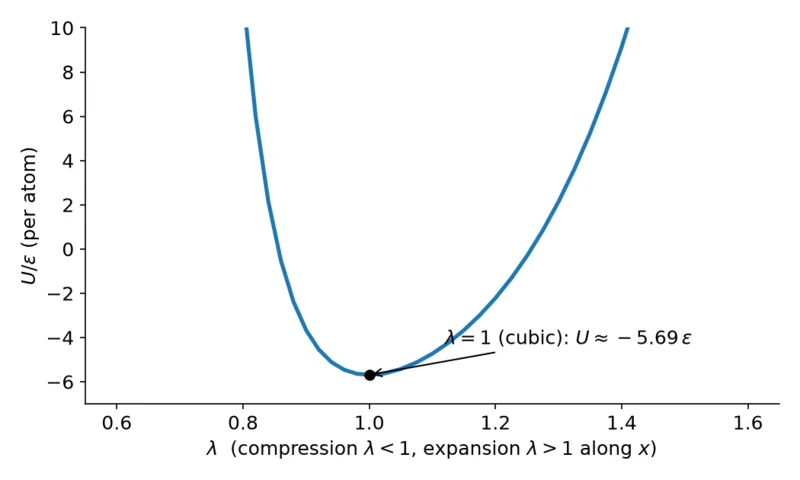 10
8
6
4
2
0
−2
−4
−6
U/ε (per atom)
λ = 1 (cubic): U ≈ − 5.69 ε
0.6 0.8 1.0 1.2 1.4 1.6
λ (compression λ < 1, expansion λ > 1 along x)